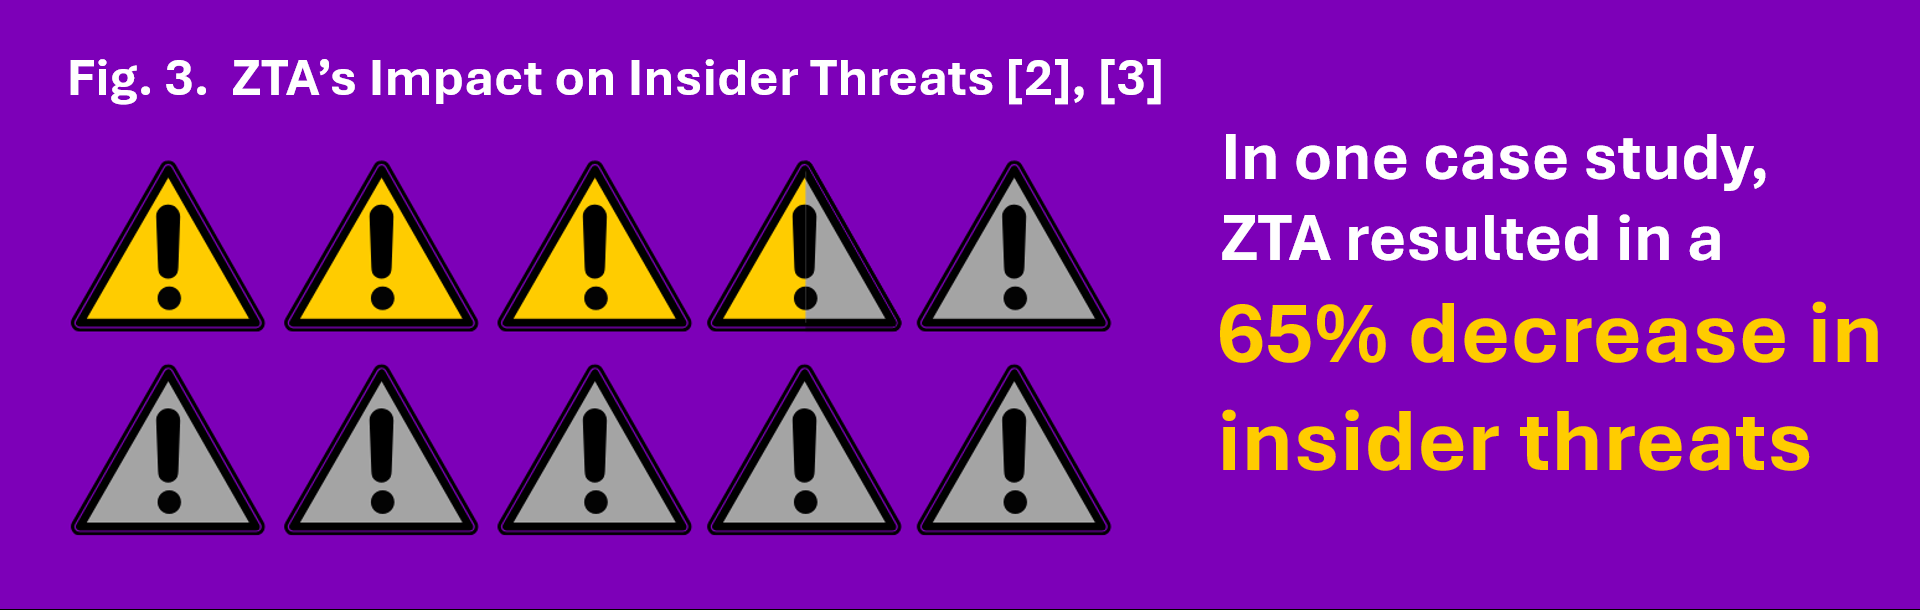 Fig. 3.  ZTA’s Impact on Insider Threats [2], [3]
In one case study,
ZTA resulted in a
65% decrease in
insider threats